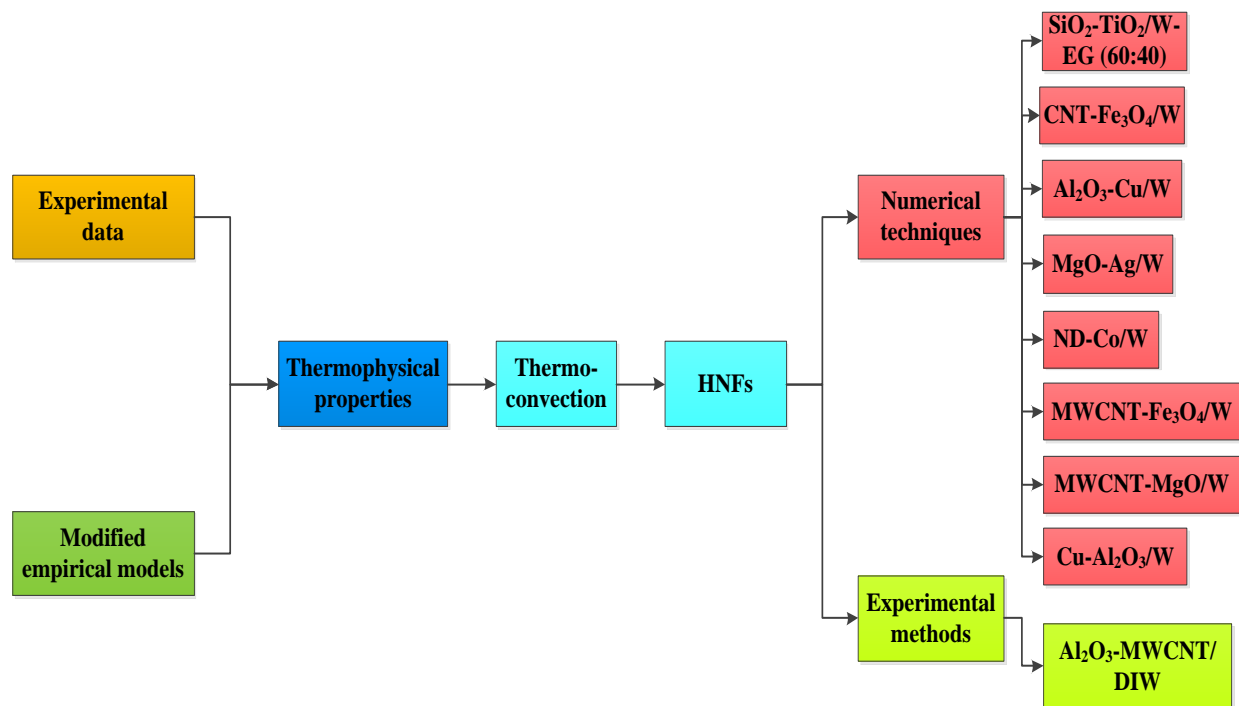 SiO₂-TiO₂/W-
EG (60:40)
CNT-Fe₃O₄/W
Experimental
data
Numerical
techniques
Al₂O₃-Cu/W
MgO-Ag/W
Thermophysical
properties
Thermo-
convection
HNFs
ND-Co/W
MWCNT-Fe₃O₄/W
MWCNT-MgO/W
Modified
empirical models
Cu-Al₂O₃/W
Experimental
methods
Al₂O₃-MWCNT/
DIW